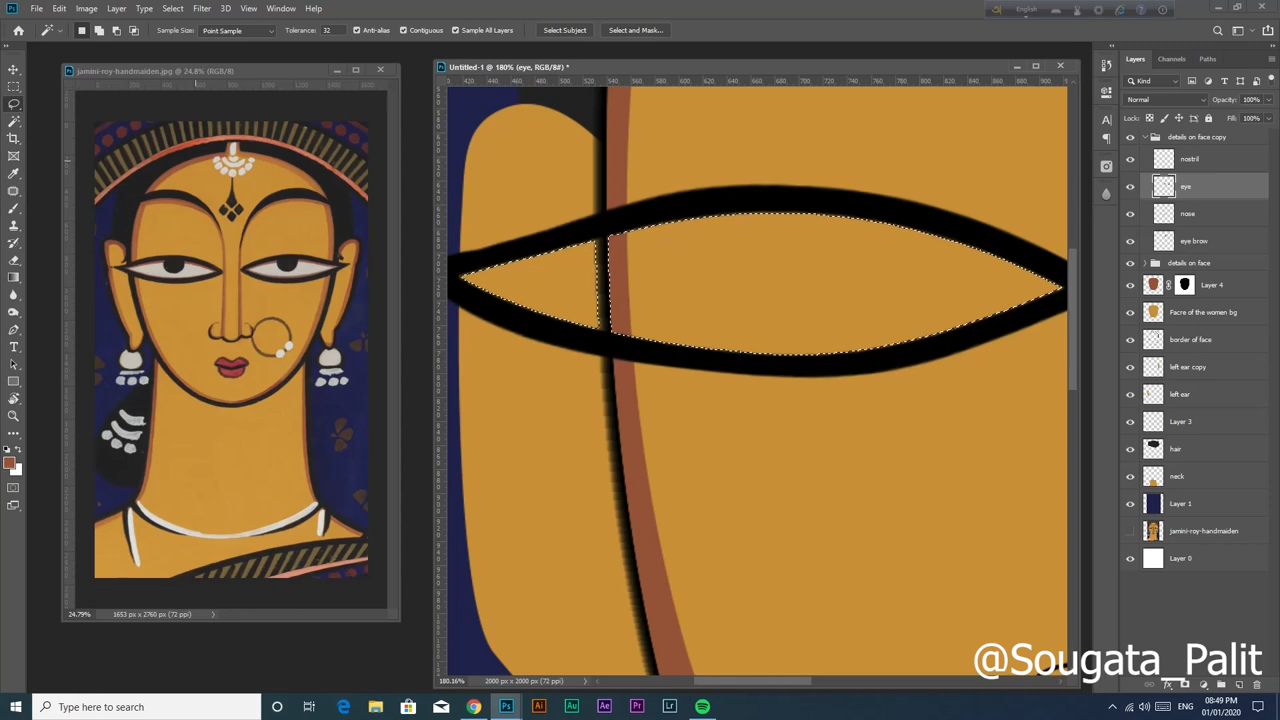 File Edit Image Layer Type Select Filter 3D View Window Help
English
Sample Size: Point Sample Tolerance: 32 Anti-alias Contiguous Sample All Layers Select Subject Select and Mask...
jamini-roy-handmaiden.jpg @ 24.8% (RGB/8)
Untitled-1 @ 180% (eye, RGB/8#) *
Layers Channels Paths
Kind
Normal Opacity: 100%
Lock: Fill: 100%
details on face copy
nostril
eye
nose
eye brow
details on face
Layer 4
Facre of the women bg
border of face
left ear copy
left ear
Layer 3
hair
neck
Layer 1
jamini-roy-handmaiden
Layer 0
24.79% 1653 px x 2760 px (72 ppi)
180.16% 2000 px x 2000 px (72 ppi)
@Sougata_Palit
Type here to search
08:49 PM
01/01/2020